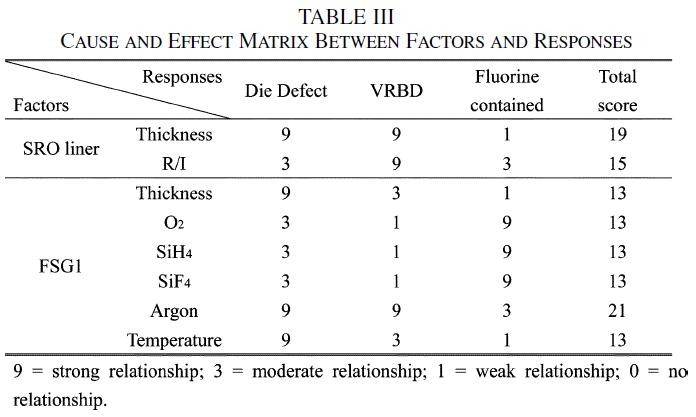 TABLE III
CAUSE AND EFFECT MATRIX BETWEEN FACTORS AND RESPONSES
Responses Die Defect VRBD Fluorine contained Total score
Factors
SRO liner Thickness 9 9 1 19
R/I 3 9 3 15
FSG1 Thickness 9 3 1 13
O2 3 1 9 13
SiH4 3 1 9 13
SiF4 3 1 9 13
Argon 9 9 3 21
Temperature 9 3 1 13
9 = strong relationship; 3 = moderate relationship; 1 = weak relationship; 0 = no
relationship.